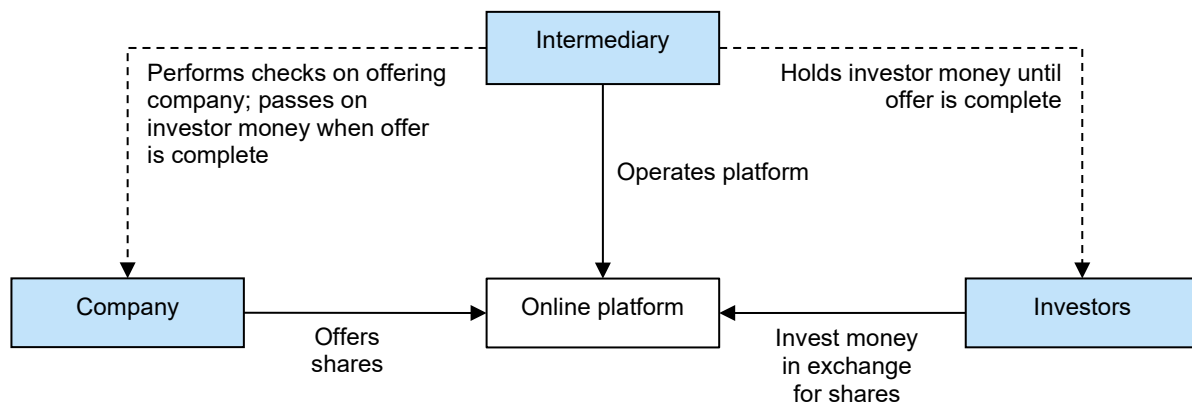 Intermediary
Performs checks on offering
company; passes on
investor money when offer
is complete
Holds investor money until
offer is complete
Operates platform
Company
Online platform
Investors
Offers
shares
Invest money
in exchange
for shares